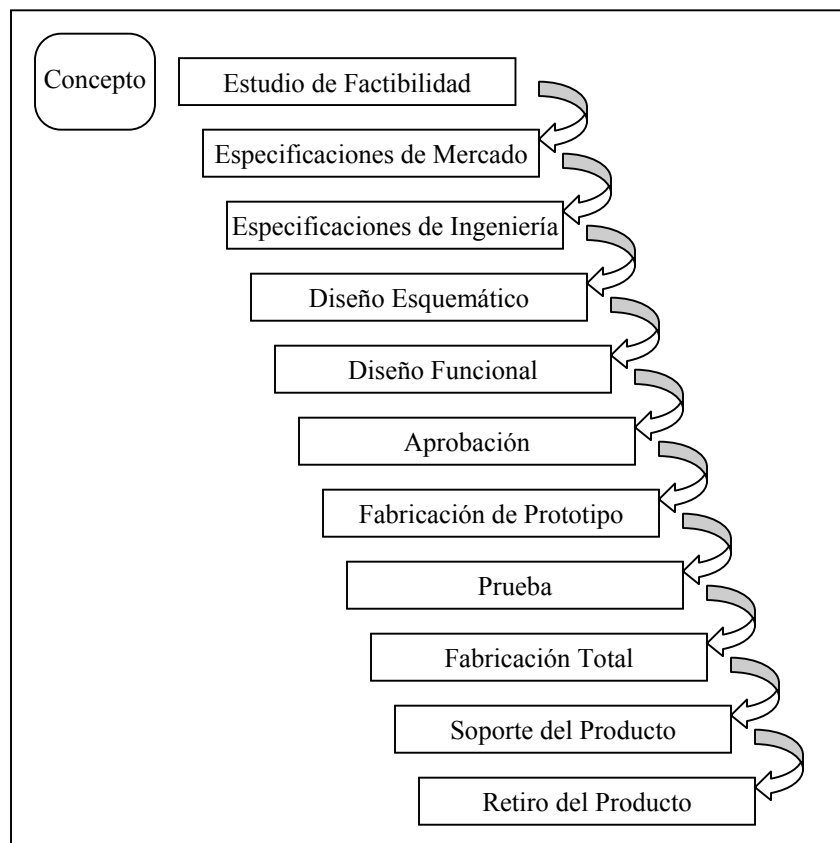 Concepto
Estudio de Factibilidad
Especificaciones de Mercado
Especificaciones de Ingeniería
Diseño Esquemático
Diseño Funcional
Aprobación
Fabricación de Prototipo
Prueba
Fabricación Total
Soporte del Producto
Retiro del Producto